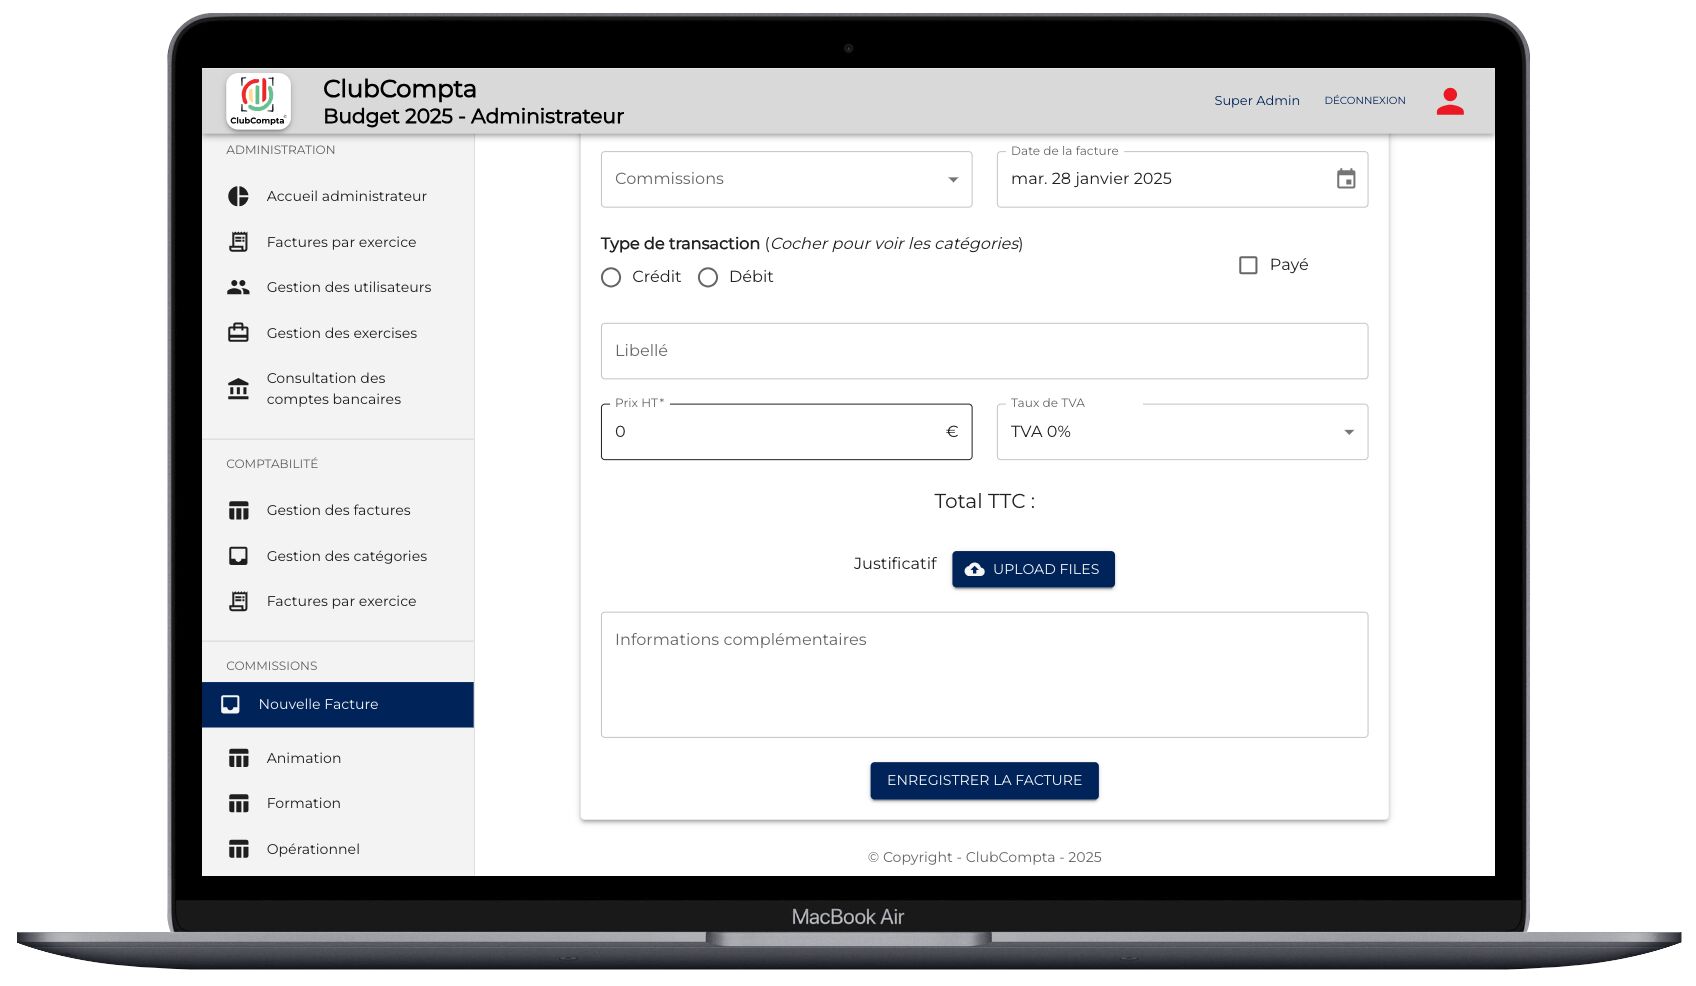 ClubCompta
ClubCompta
Budget 2025 - Administrateur
Super Admin
DÉCONNEXION
ADMINISTRATION
Accueil administrateur
Factures par exercice
Gestion des utilisateurs
Gestion des exercises
Consultation des
comptes bancaires
COMPTABILITÉ
Gestion des factures
Gestion des catégories
Factures par exercice
COMMISSIONS
Nouvelle Facture
Animation
Formation
Opérationnel
Commissions
Date de la facture
mar. 28 janvier 2025
Type de transaction (Cocher pour voir les catégories)
Crédit
Débit
Payé
Libellé
Prix HT*
0 €
Taux de TVA
TVA 0%
Total TTC :
Justificatif
UPLOAD FILES
Informations complémentaires
ENREGISTRER LA FACTURE
© Copyright - ClubCompta - 2025
MacBook Air